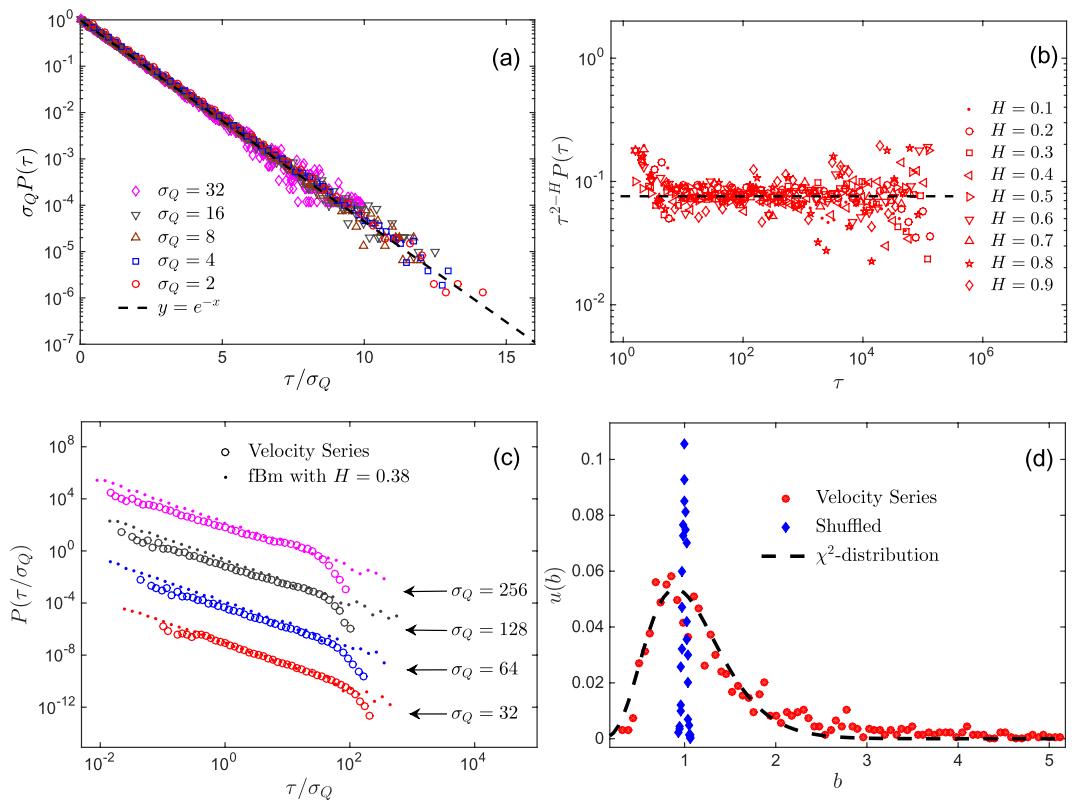 (a)
σ_Q P(τ)
10^0
10^-1
10^-2
10^-3
10^-4
10^-5
10^-6
10^-7
σ_Q = 32
σ_Q = 16
σ_Q = 8
σ_Q = 4
σ_Q = 2
y = e^{-x}
0 5 10 15
τ/σ_Q
(b)
τ^{2-H} P(τ)
10^0
10^-1
10^-2
H = 0.1
H = 0.2
H = 0.3
H = 0.4
H = 0.5
H = 0.6
H = 0.7
H = 0.8
H = 0.9
10^0 10^2 10^4 10^6
τ
(c)
P(τ/σ_Q)
10^8
10^4
10^0
10^-4
10^-8
10^-12
Velocity Series
fBm with H = 0.38
σ_Q = 256
σ_Q = 128
σ_Q = 64
σ_Q = 32
10^-2 10^0 10^2 10^4
τ/σ_Q
(d)
u(b)
0.1
0.08
0.06
0.04
0.02
0
Velocity Series
Shuffled
χ²-distribution
1 2 3 4 5
b